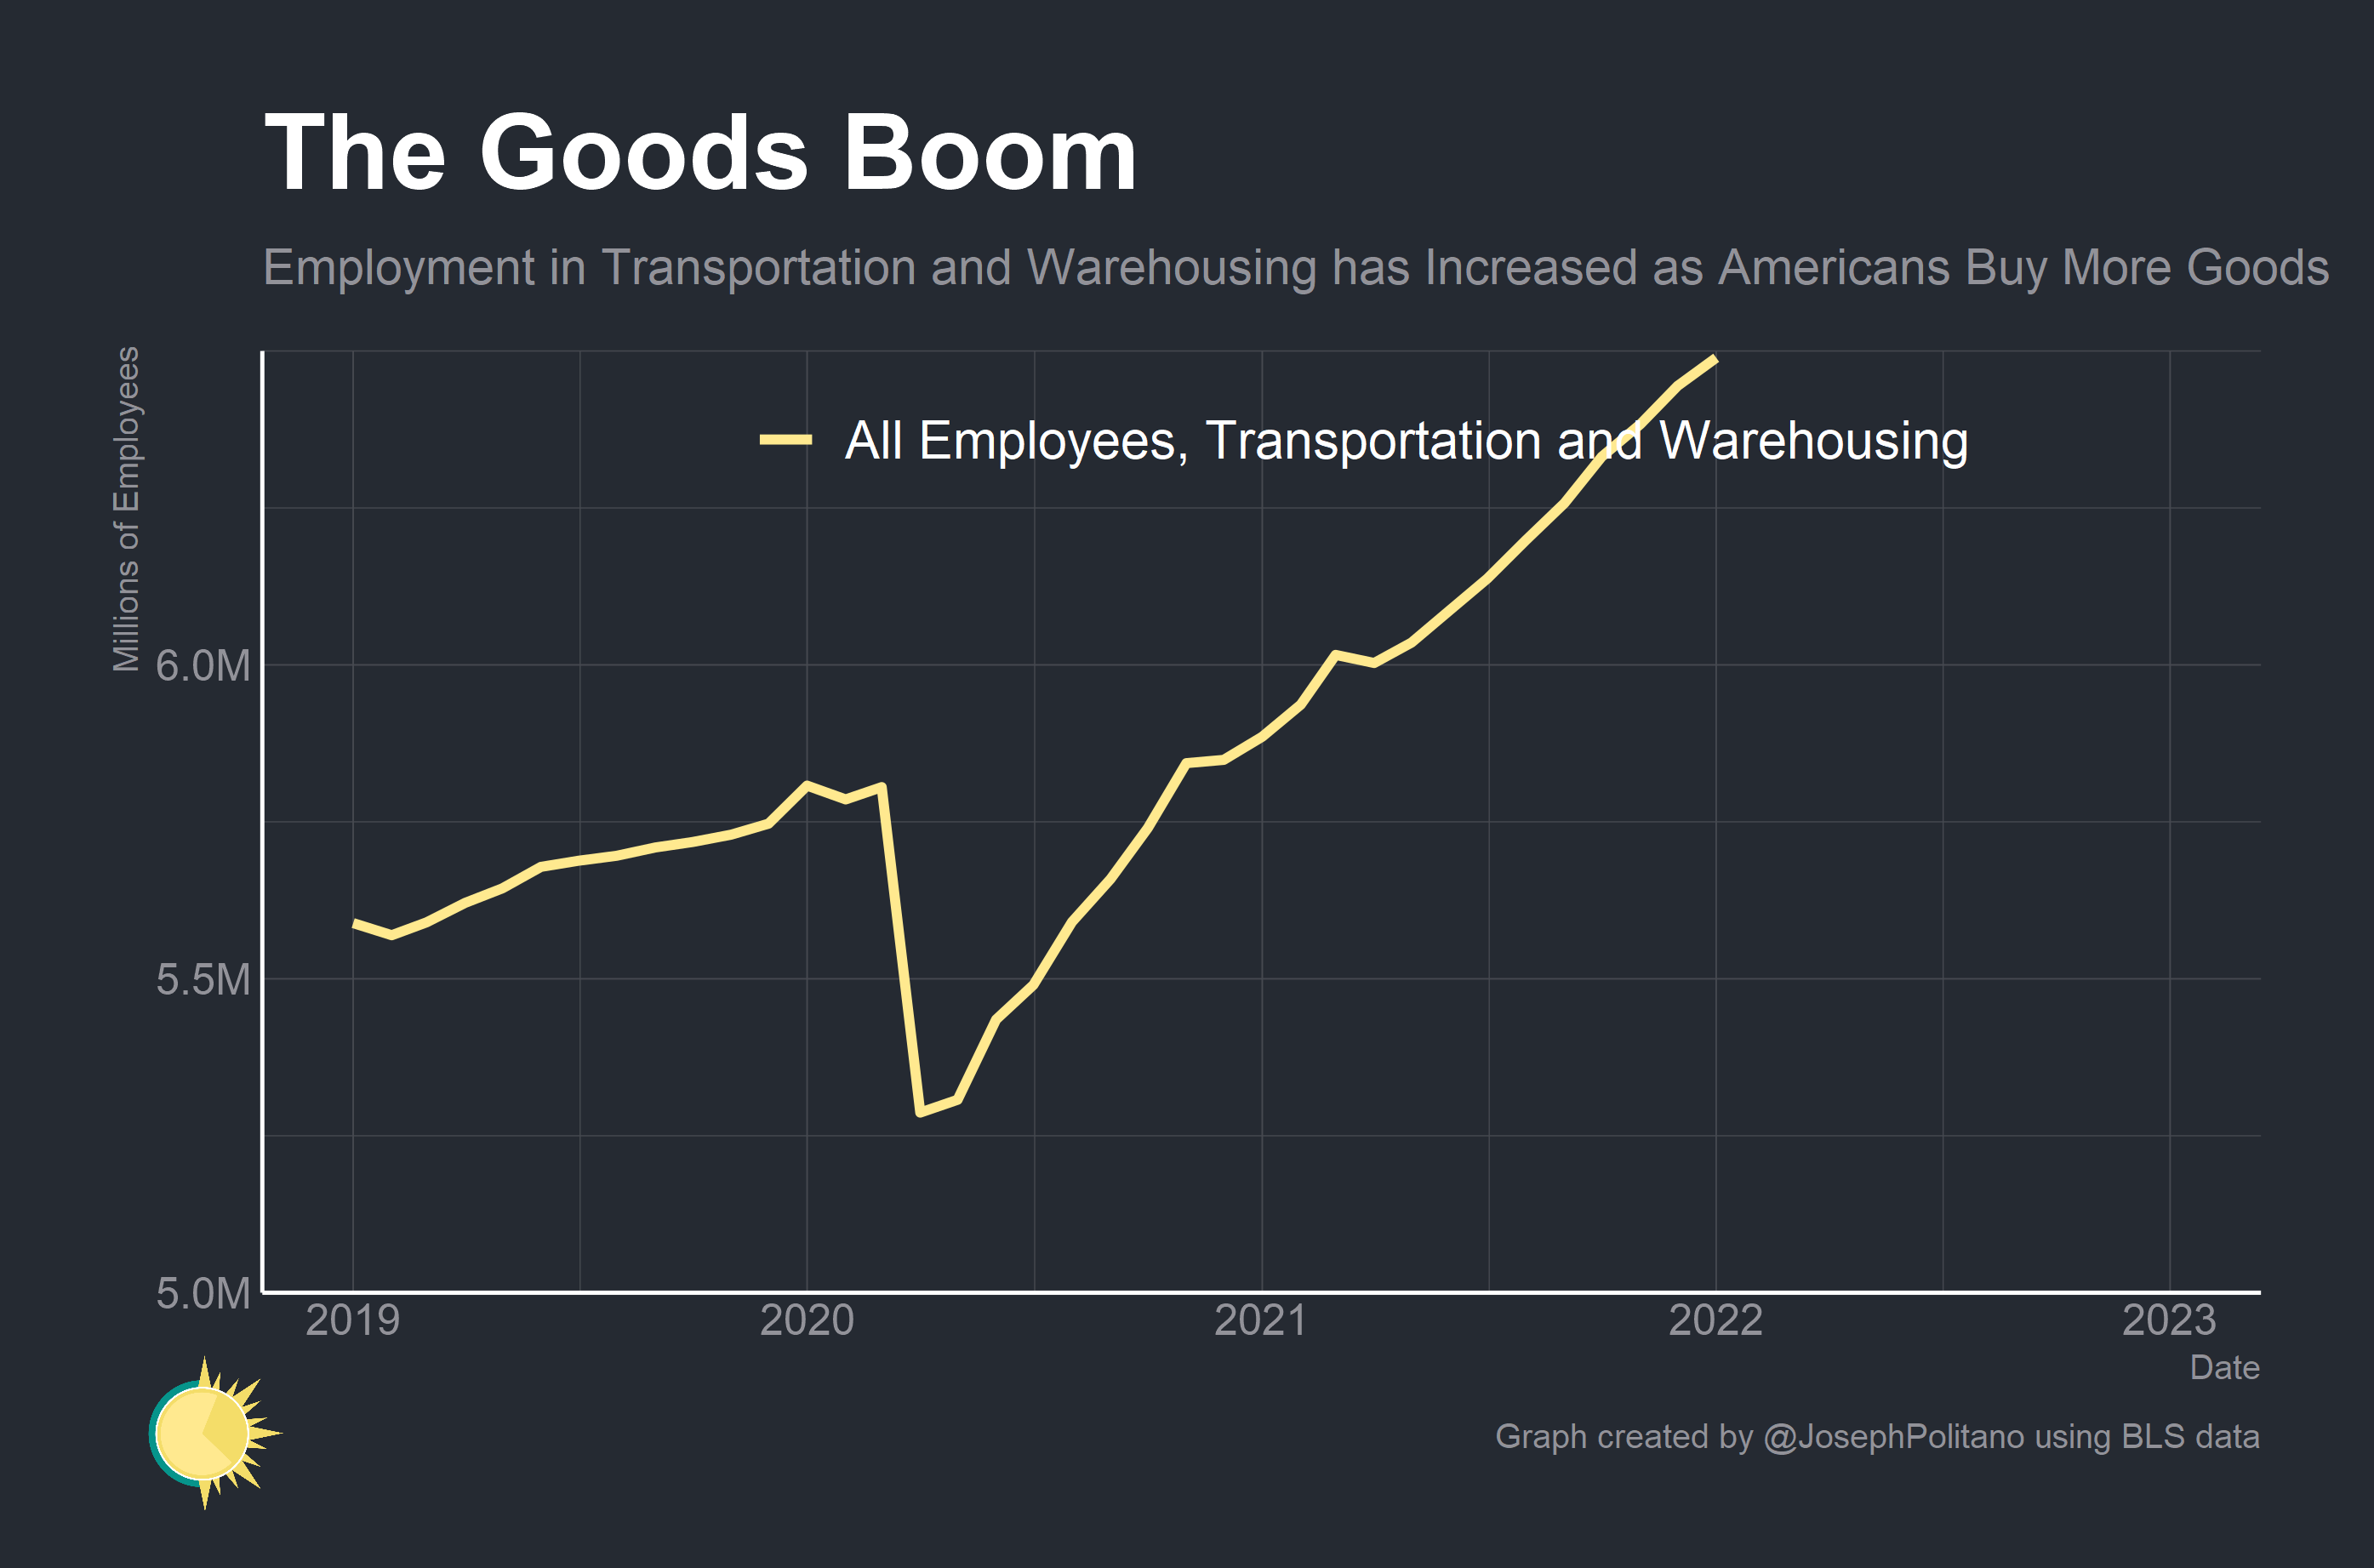 The Goods Boom
Employment in Transportation and Warehousing has Increased as Americans Buy More Goods
Millions of Employees
All Employees, Transportation and Warehousing
6.0M
5.5M
5.0M
2019
2020
2021
2022
2023
Date
Graph created by @JosephPolitano using BLS data